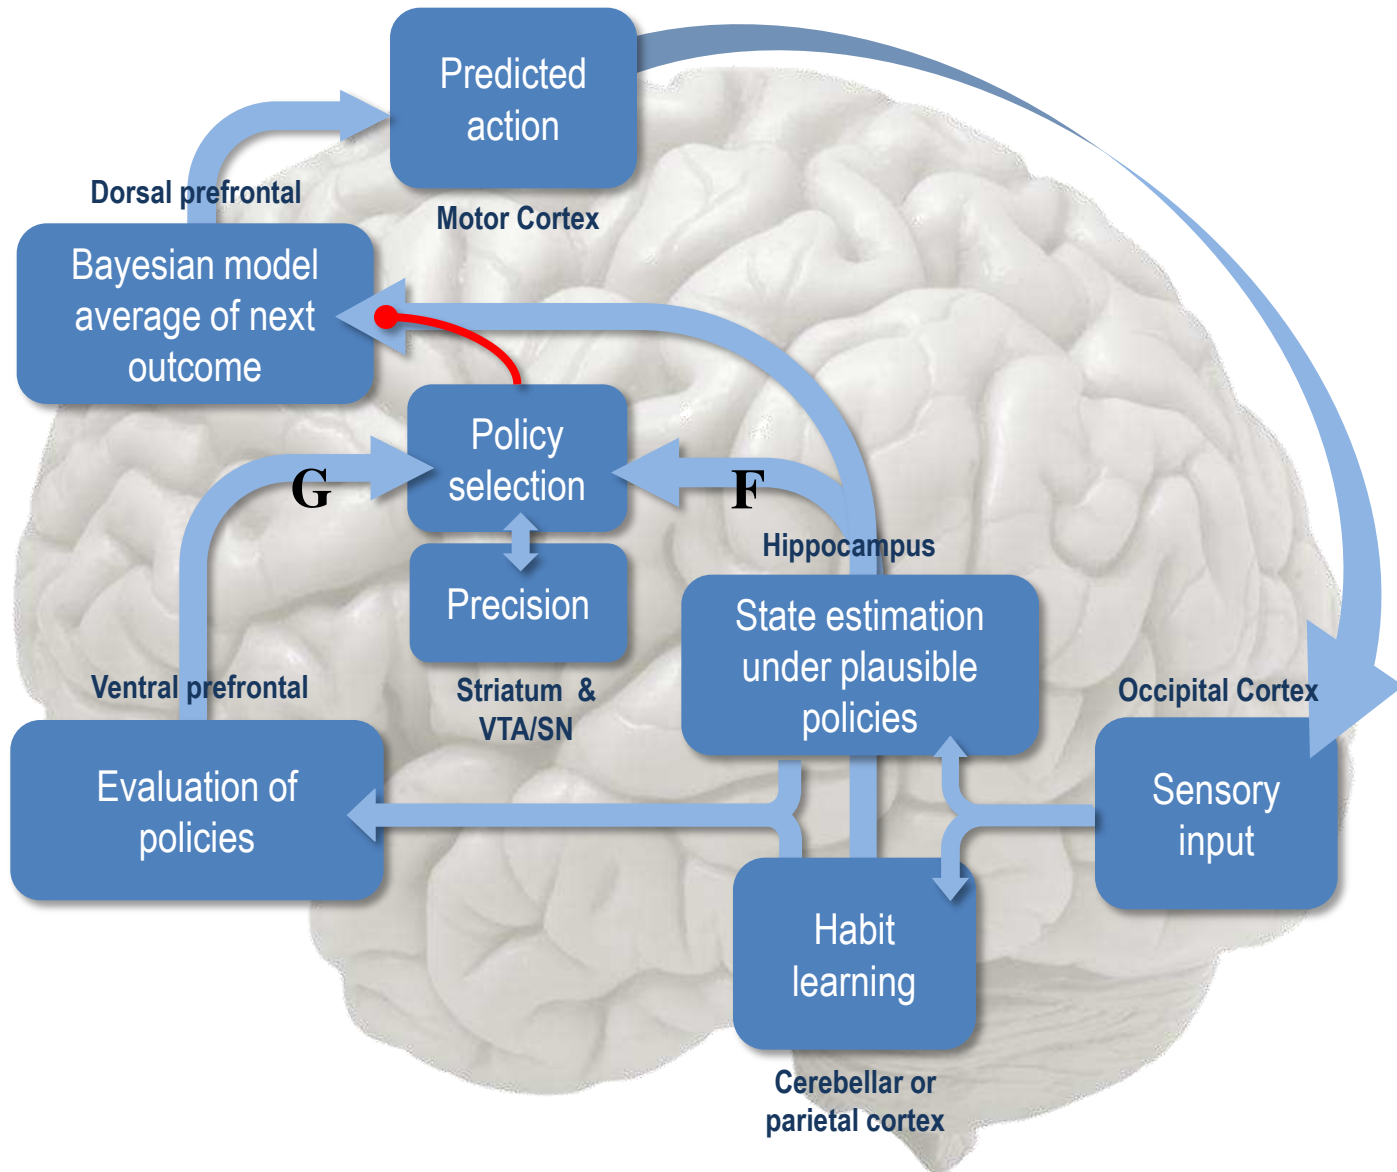 Predicted
action
Motor Cortex
Dorsal prefrontal
Bayesian model
average of next
outcome
Policy
selection
G
F
Precision
Striatum &
VTA/SN
Hippocampus
State estimation
under plausible
policies
Ventral prefrontal
Evaluation of
policies
Occipital Cortex
Sensory
input
Habit
learning
Cerebellar or
parietal cortex